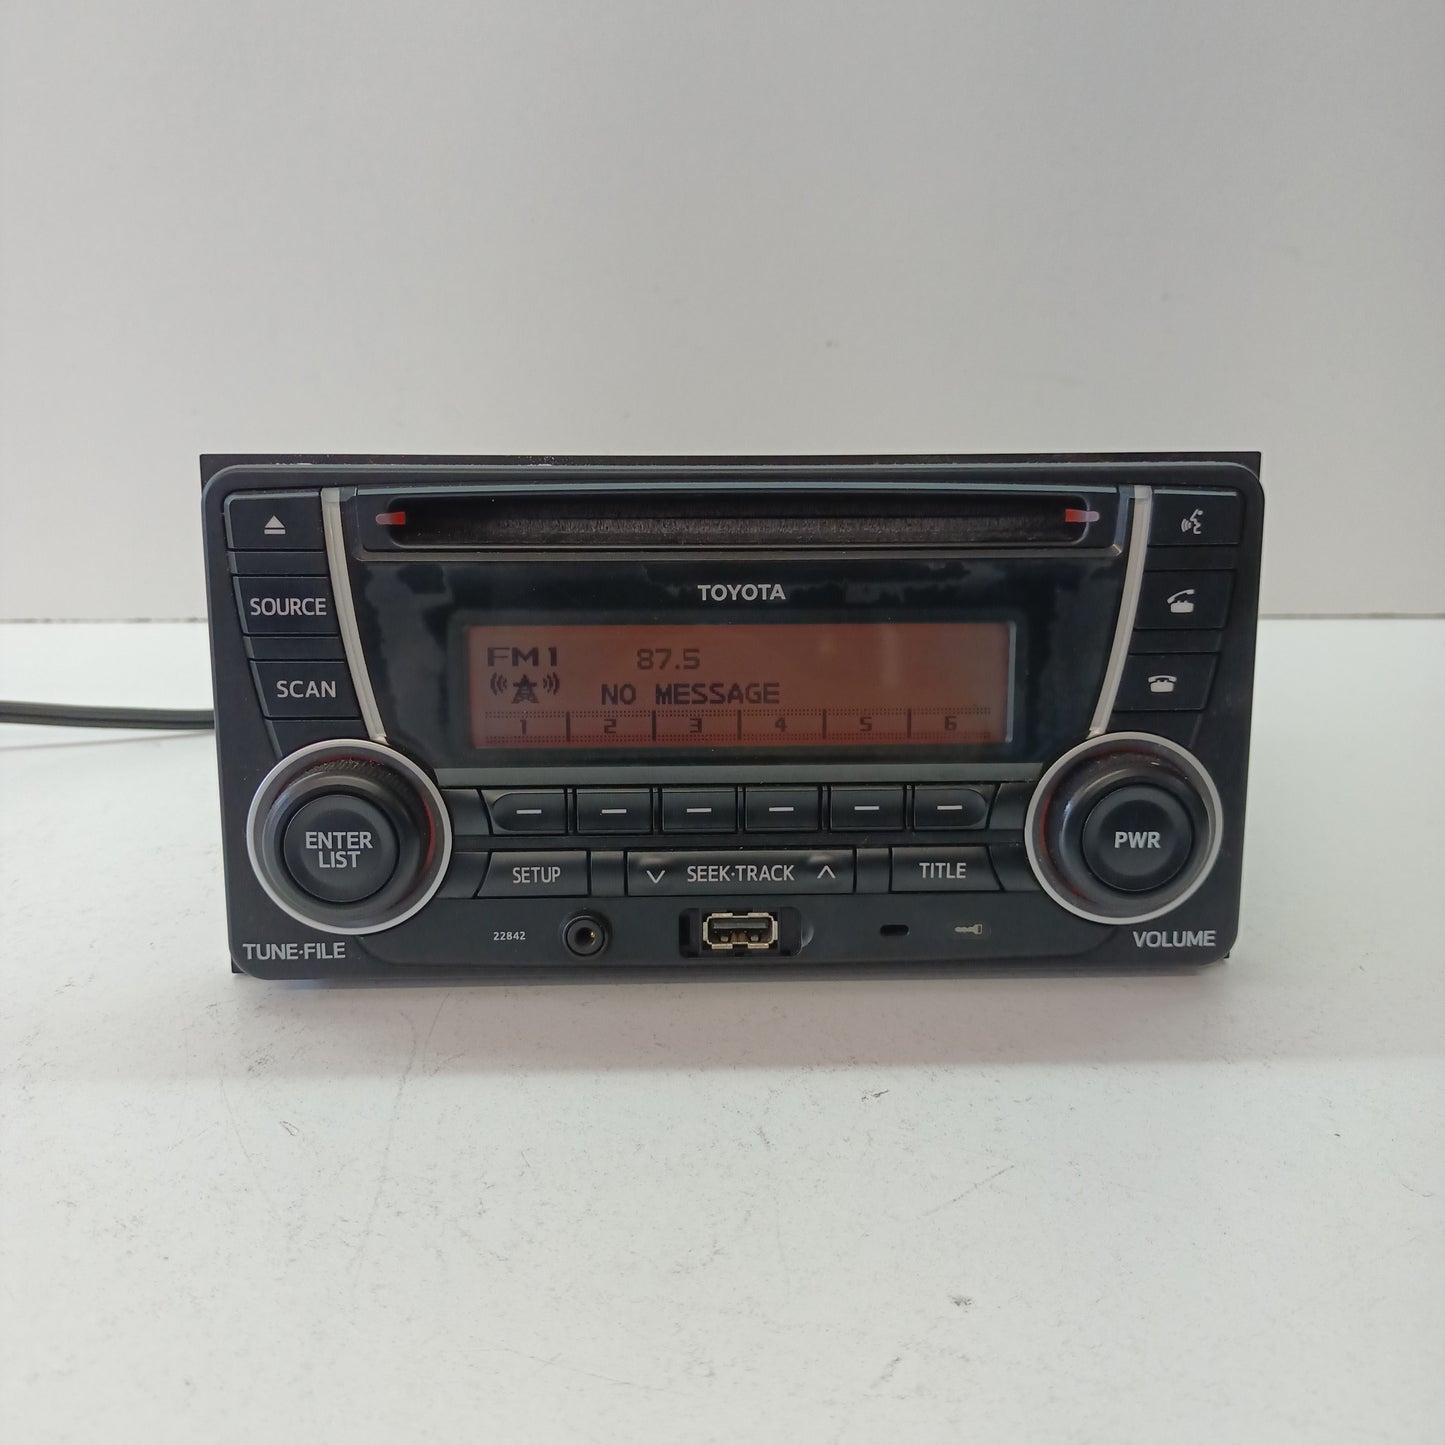 TOYOTA
SOURCE
SCAN
FM1 87.5
NO MESSAGE
1 2 3 4 5 6
ENTER
LIST
PWR
SETUP
SEEK·TRACK
TITLE
22842
TUNE·FILE
VOLUME